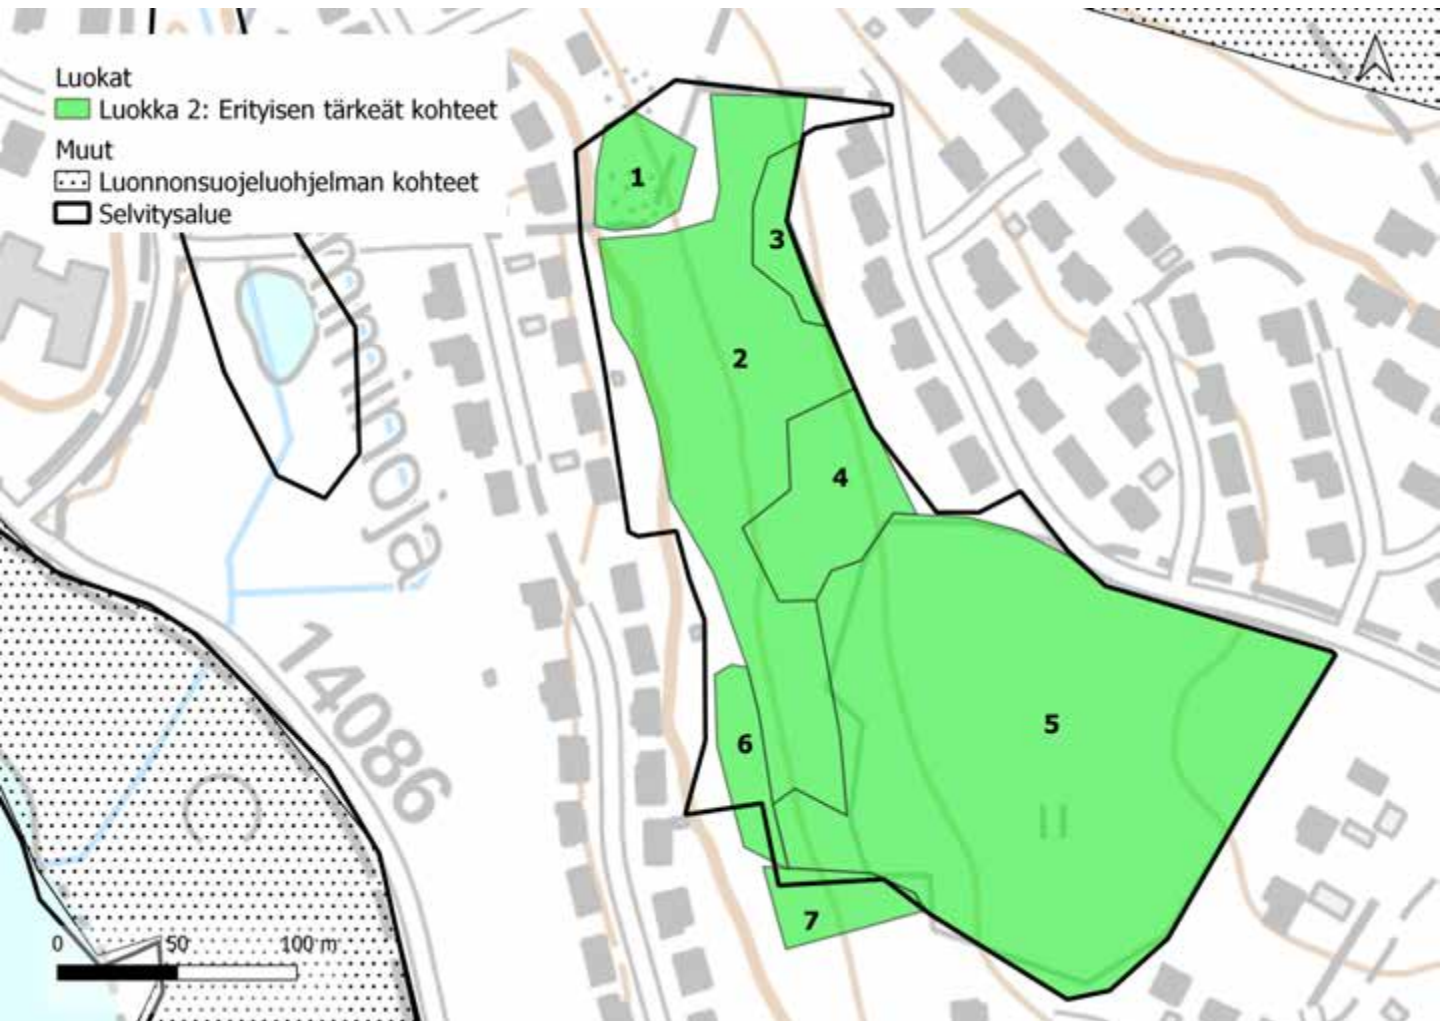 Luokat
Luokka 2: Erityisen tärkeät kohteet
Muut
Luonnonsuojeluohjelman kohteet
Selvitysalue
1
3
2
4
5
6
7
14086
0 50 100 m